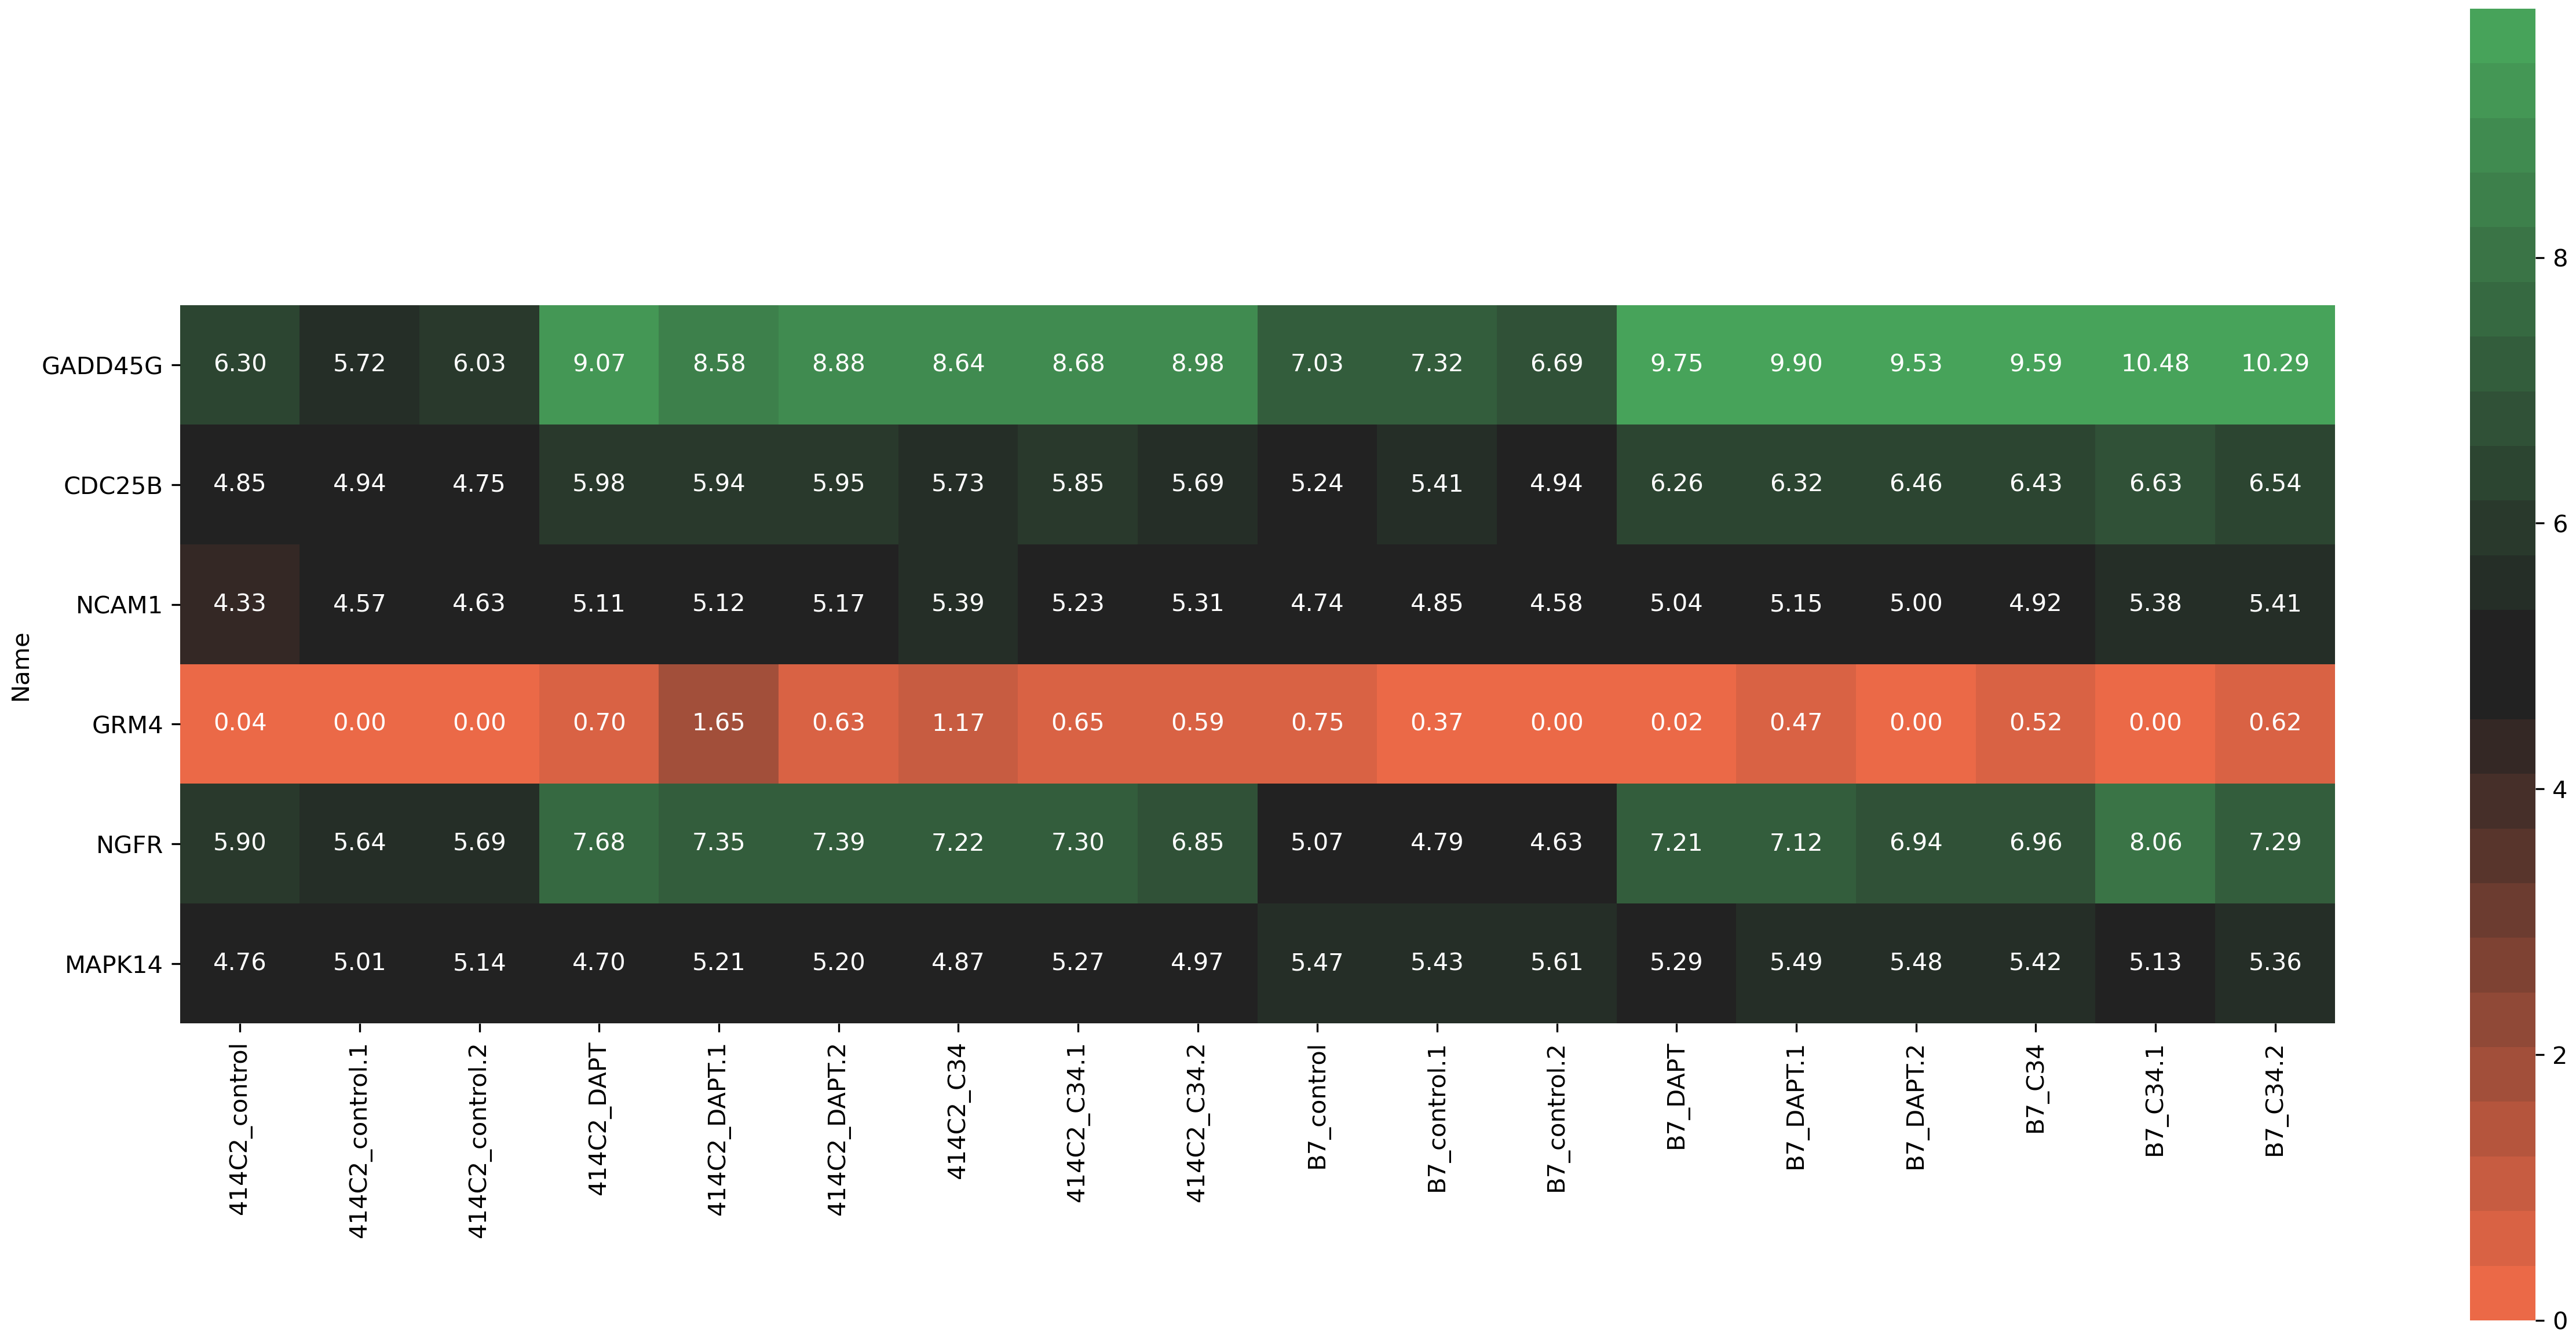 GADD45G 6.30 5.72 6.03 9.07 8.58 8.88 8.64 8.68 8.98 7.03 7.32 6.69 9.75 9.90 9.53 9.59 10.48 10.29
CDC25B 4.85 4.94 4.75 5.98 5.94 5.95 5.73 5.85 5.69 5.24 5.41 4.94 6.26 6.32 6.46 6.43 6.63 6.54
NCAM1 4.33 4.57 4.63 5.11 5.12 5.17 5.39 5.23 5.31 4.74 4.85 4.58 5.04 5.15 5.00 4.92 5.38 5.41
GRM4 0.04 0.00 0.00 0.70 1.65 0.63 1.17 0.65 0.59 0.75 0.37 0.00 0.02 0.47 0.00 0.52 0.00 0.62
NGFR 5.90 5.64 5.69 7.68 7.35 7.39 7.22 7.30 6.85 5.07 4.79 4.63 7.21 7.12 6.94 6.96 8.06 7.29
MAPK14 4.76 5.01 5.14 4.70 5.21 5.20 4.87 5.27 4.97 5.47 5.43 5.61 5.29 5.49 5.48 5.42 5.13 5.36
Name
414C2_control
414C2_control.1
414C2_control.2
414C2_DAPT
414C2_DAPT.1
414C2_DAPT.2
414C2_C34
414C2_C34.1
414C2_C34.2
B7_control
B7_control.1
B7_control.2
B7_DAPT
B7_DAPT.1
B7_DAPT.2
B7_C34
B7_C34.1
B7_C34.2
8
6
4
2
0